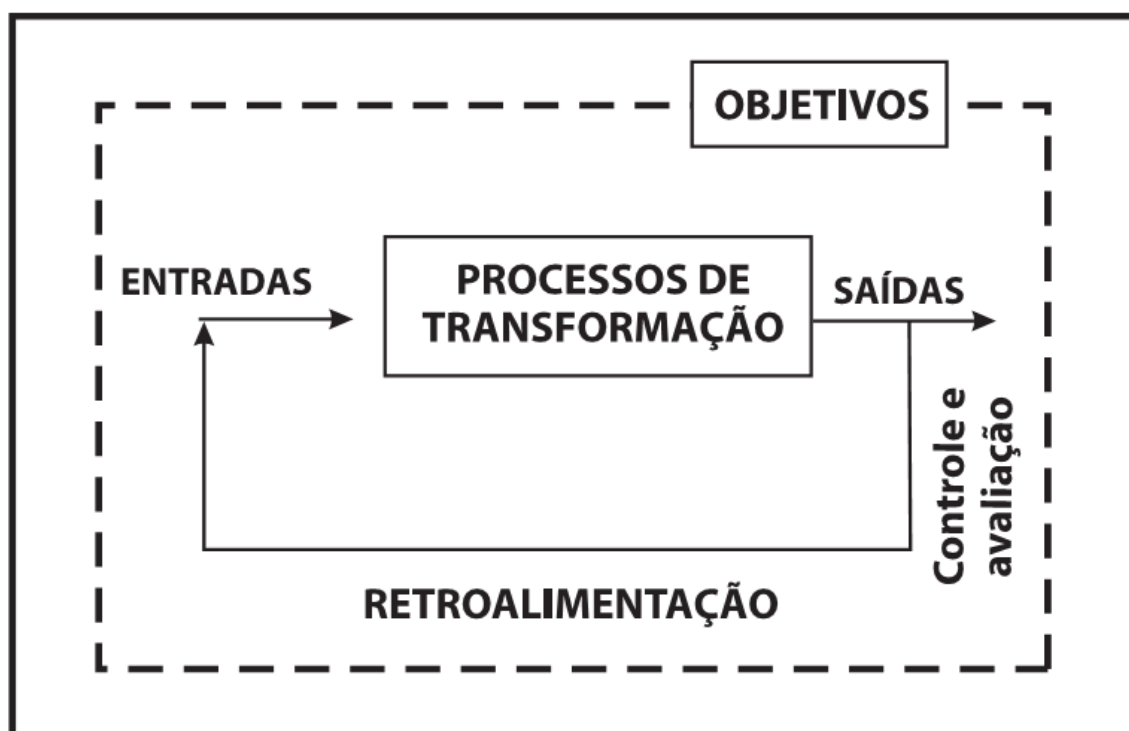 OBJETIVOS
ENTRADAS
PROCESSOS DE
TRANSFORMAÇÃO
SAÍDAS
Controle e
avaliação
RETROALIMENTAÇÃO